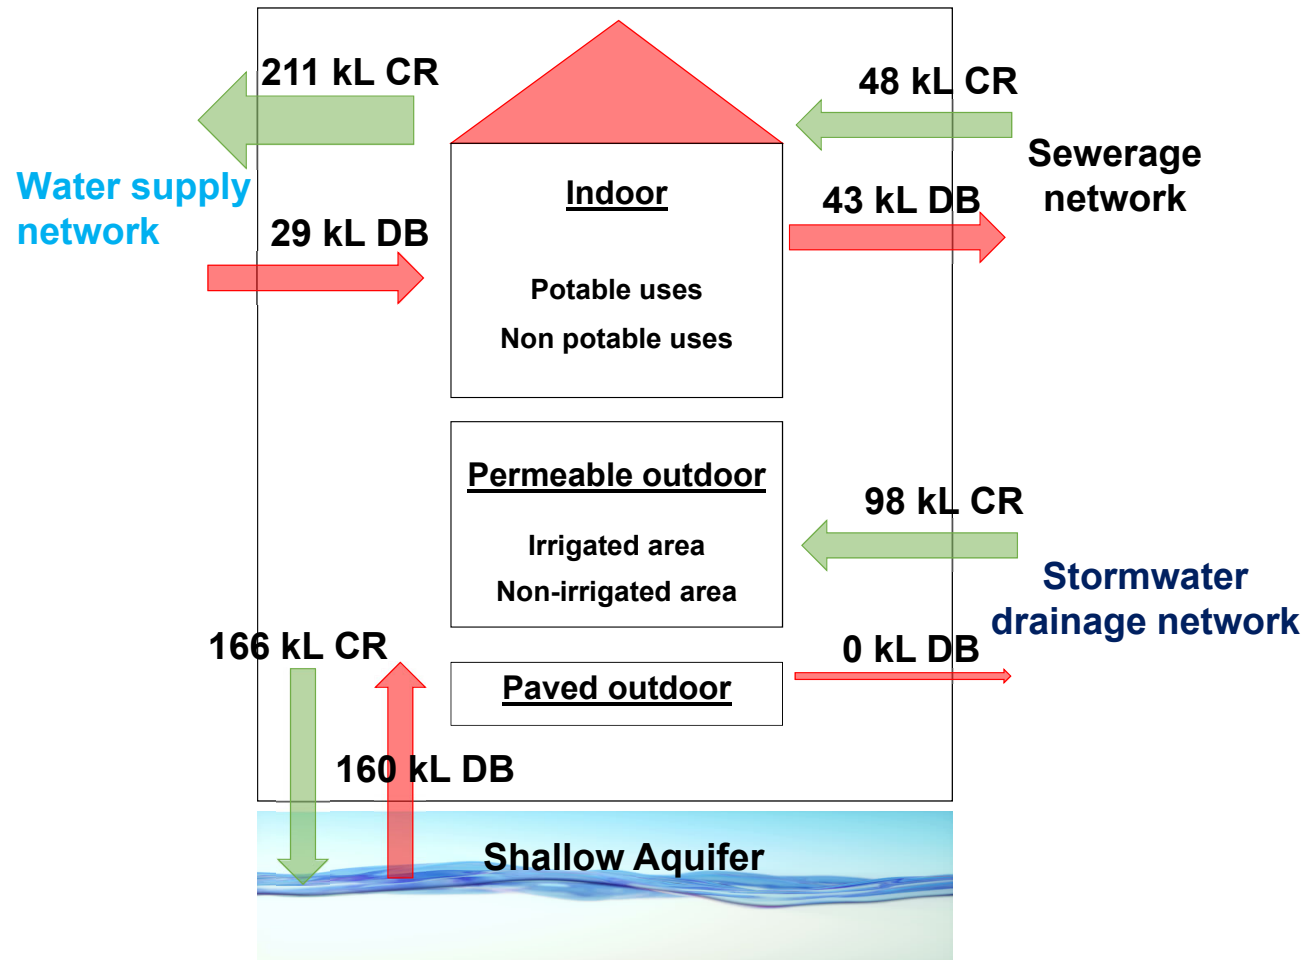 211 kL CR
48 kL CR
Water supply
network
Sewerage
network
Indoor
43 kL DB
29 kL DB
Potable uses
Non potable uses
Permeable outdoor
98 kL CR
Irrigated area
Non-irrigated area
Stormwater
drainage network
166 kL CR
0 kL DB
Paved outdoor
160 kL DB
Shallow Aquifer